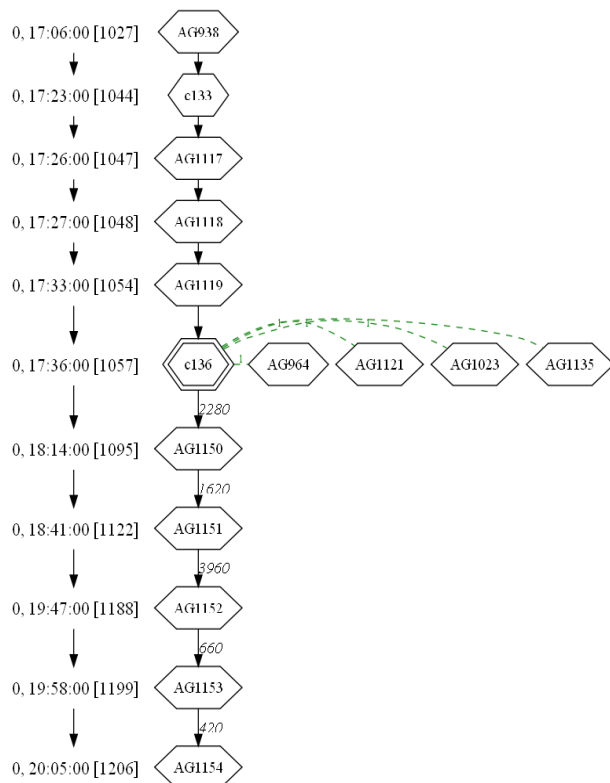 0, 17:06:00 [1027] AG938
0, 17:23:00 [1044] c133
0, 17:26:00 [1047] AG1117
0, 17:27:00 [1048] AG1118
0, 17:33:00 [1054] AG1119
0, 17:36:00 [1057] c136 1 AG964 1 AG1121 1 AG1023 AG1135
2280
0, 18:14:00 [1095] AG1150
1620
0, 18:41:00 [1122] AG1151
3960
0, 19:47:00 [1188] AG1152
660
0, 19:58:00 [1199] AG1153
420
0, 20:05:00 [1206] AG1154